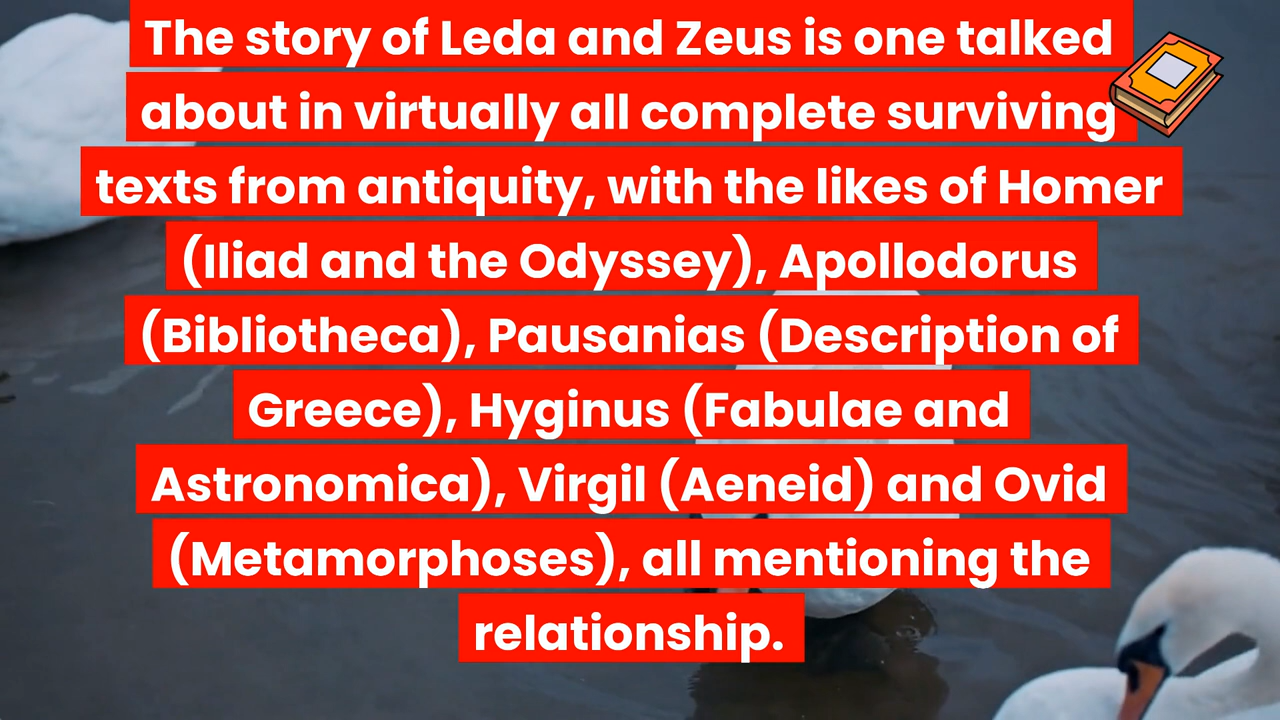 The story of Leda and Zeus is one talked
about in virtually all complete surviving
texts from antiquity, with the likes of Homer
(Iliad and the Odyssey), Apollodorus
(Bibliotheca), Pausanias (Description of
Greece), Hyginus (Fabulae and
Astronomica), Virgil (Aeneid) and Ovid
(Metamorphoses), all mentioning the
relationship.